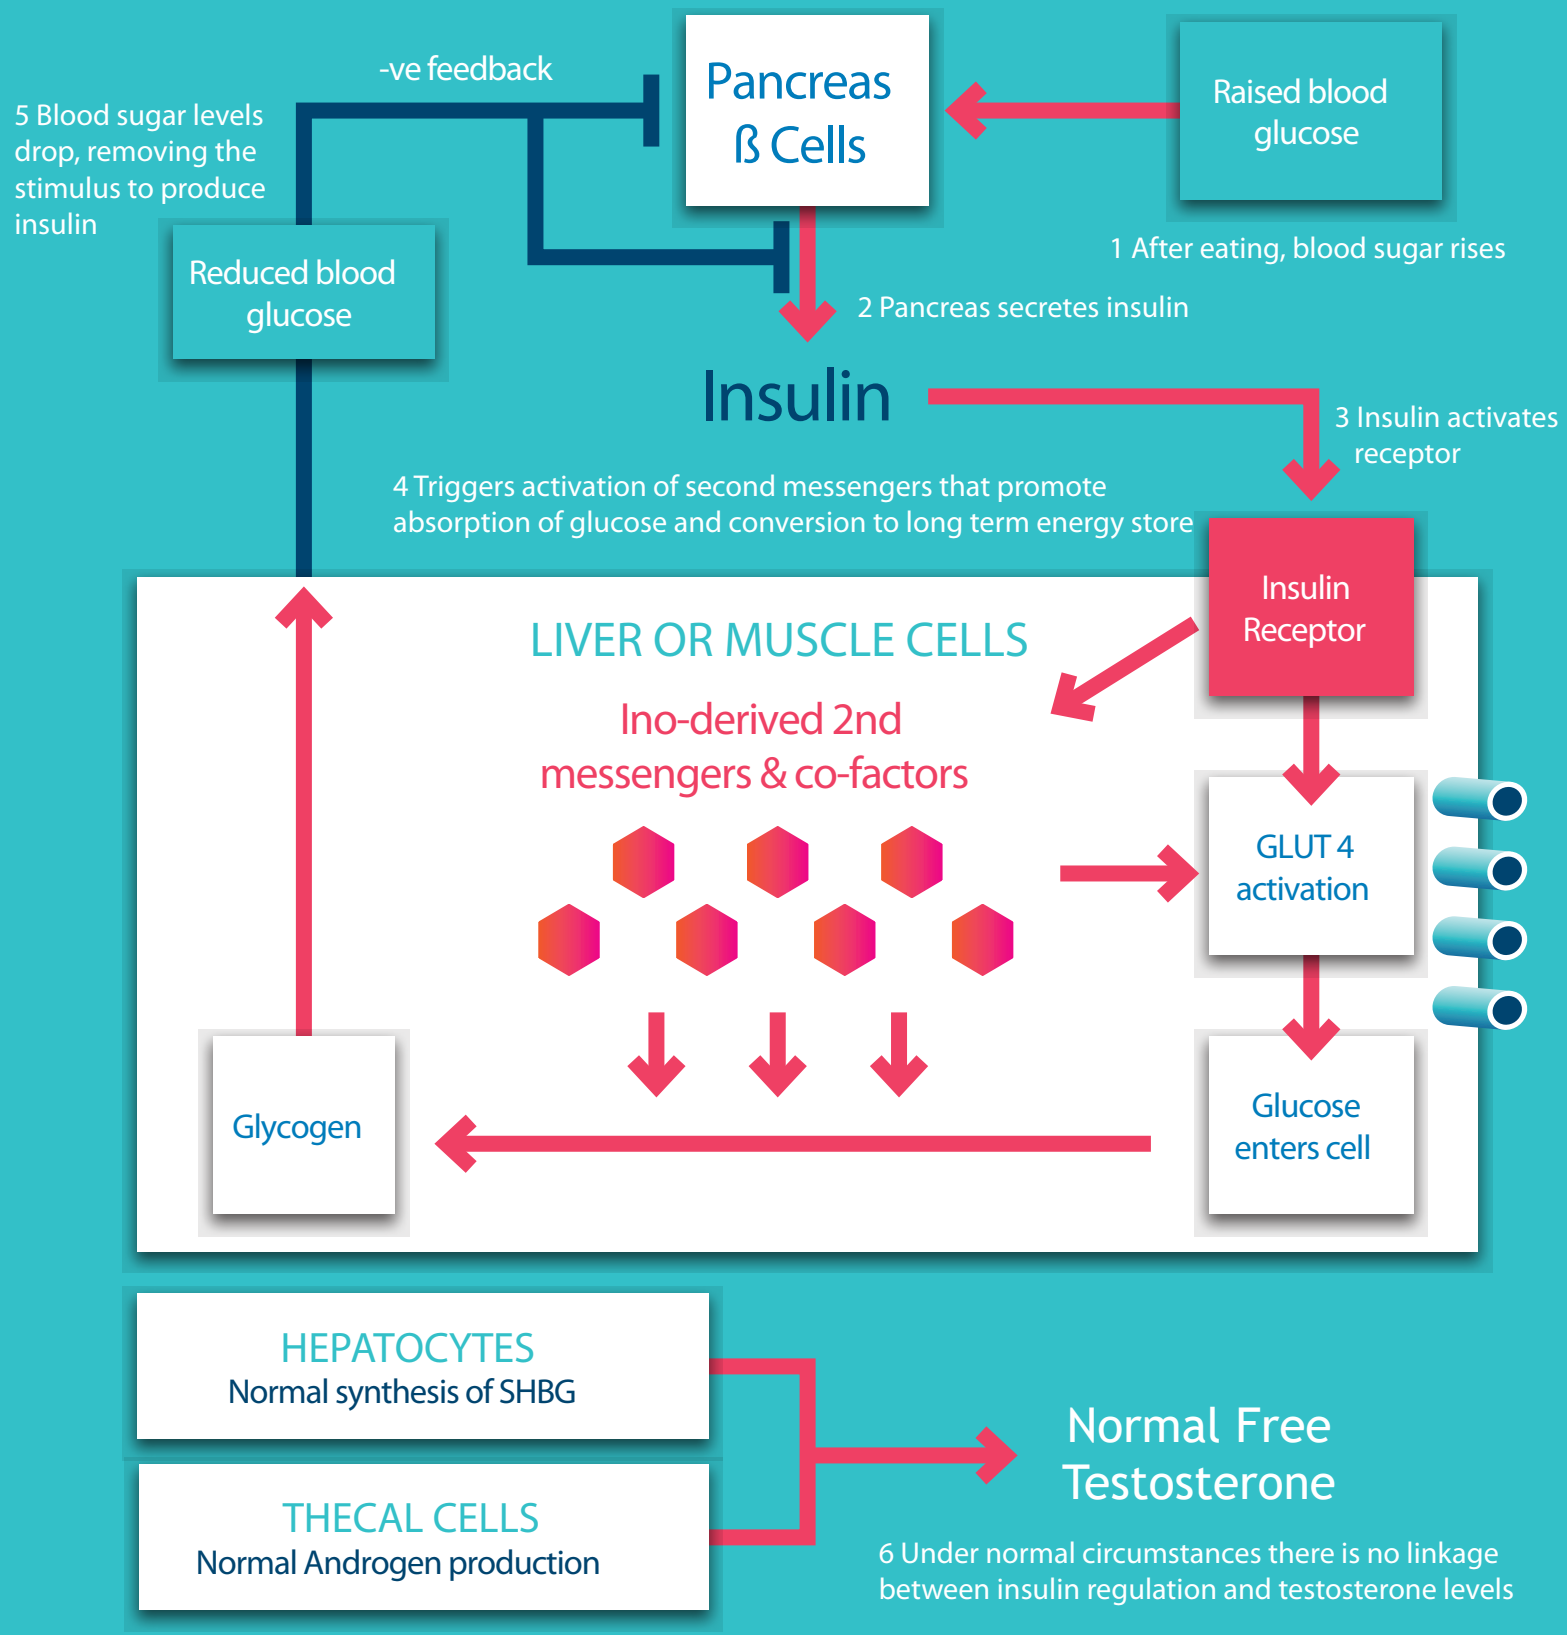 -ve feedback
Pancreas
ß Cells
Raised blood
glucose
5 Blood sugar levels
drop, removing the
stimulus to produce
insulin
Reduced blood
glucose
1 After eating, blood sugar rises
2 Pancreas secretes insulin
Insulin
3 Insulin activates
receptor
4 Triggers activation of second messengers that promote
absorption of glucose and conversion to long term energy store
Insulin
Receptor
LIVER OR MUSCLE CELLS
Ino-derived 2nd
messengers & co-factors
GLUT 4
activation
Glycogen
Glucose
enters cell
HEPATOCYTES
Normal synthesis of SHBG
THECAL CELLS
Normal Androgen production
Normal Free
Testosterone
6 Under normal circumstances there is no linkage
between insulin regulation and testosterone levels